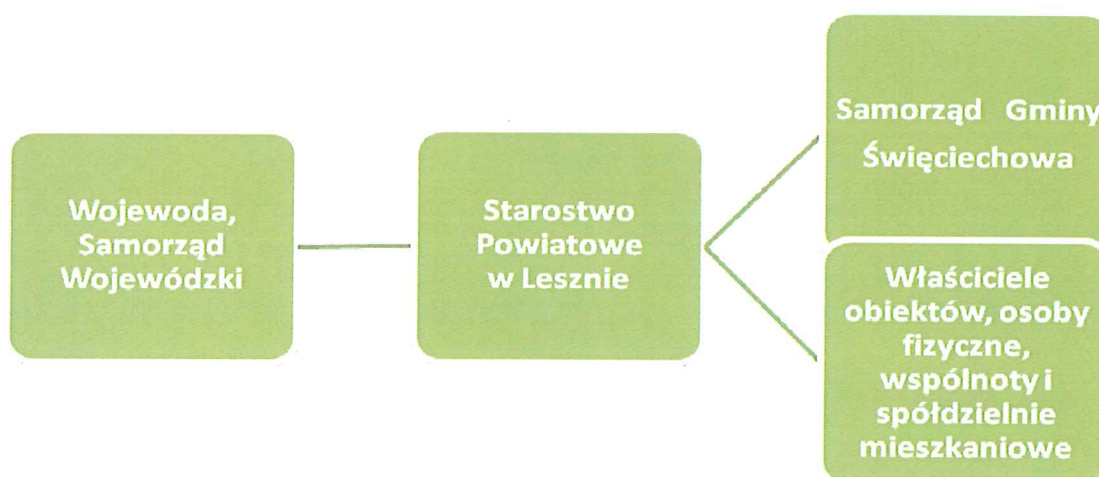 Wojewoda,
Samorząd
Wojewódzki
Starostwo
Powiatowe
w Lesznie
Samorząd Gminy
Święciechowa
Właściciele
obiektów, osoby
fizyczne,
wspólnoty i
spółdzielnie
mieszkaniowe